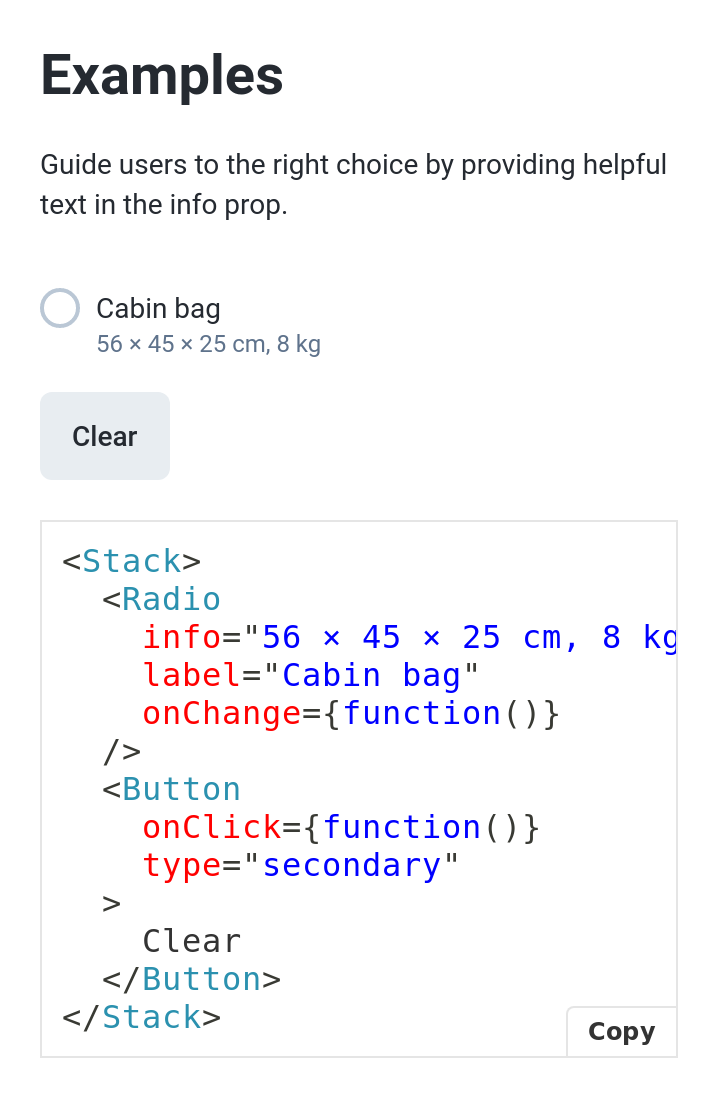 Examples
Guide users to the right choice by providing helpful
text in the info prop.
Cabin bag
56 × 45 × 25 cm, 8 kg
Clear
<Stack>
<Radio
info="56 × 45 × 25 cm, 8 kg
label="Cabin bag"
onChange={function()}
/>
<Button
onClick={function()}
type="secondary"
>
Clear
</Button>
</Stack>
Copy